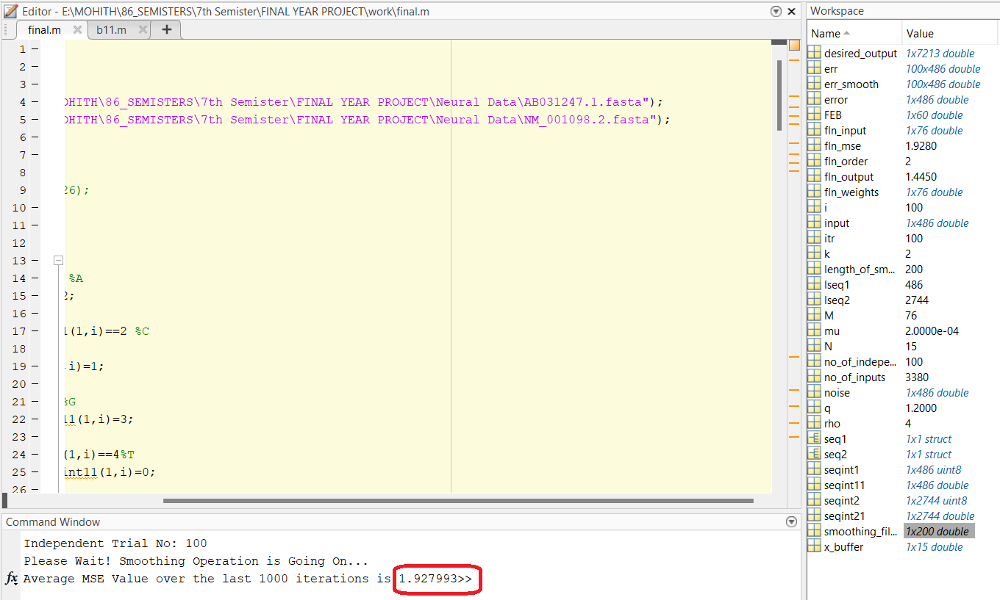 Editor - E:\MOHITH\86_SEMISTERS\7th Semister\FINAL YEAR PROJECT\work\final.m
final.m
b11.m
1
2
3
4 OHITH\86_SEMISTERS\7th Semister\FINAL YEAR PROJECT\Neural Data\AB031247.1.fasta");
5 OHITH\86_SEMISTERS\7th Semister\FINAL YEAR PROJECT\Neural Data\NM_001098.2.fasta");
6
7
8
9 26);
10
11
12
13
14 %A
15 2;
16
17 1(1,i)==2 %C
18
19 ,i)=1;
20
21 %G
22 11(1,i)=3;
23
24 (1,i)==4%T
25 int11(1,i)=0;
26
Command Window
Independent Trial No: 100
Please Wait! Smoothing Operation is Going On...
fx Average MSE Value over the last 1000 iterations is 1.927993>>
Workspace
Name Value
desired_output 1x7213 double
err 100x486 double
err_smooth 100x486 double
error 1x486 double
FEB 1x60 double
fln_input 1x76 double
fln_mse 1.9280
fln_order 2
fln_output 1.4450
fln_weights 1x76 double
i 100
input 1x486 double
itr 100
k 2
length_of_sm... 200
lseq1 486
lseq2 2744
M 76
mu 2.0000e-04
N 15
no_of_indepe... 100
no_of_inputs 3380
noise 1x486 double
q 1.2000
rho 4
seq1 1x1 struct
seq2 1x1 struct
seqint1 1x486 uint8
seqint11 1x486 double
seqint2 1x2744 uint8
seqint21 1x2744 double
smoothing_fil... 1x200 double
x_buffer 1x15 double